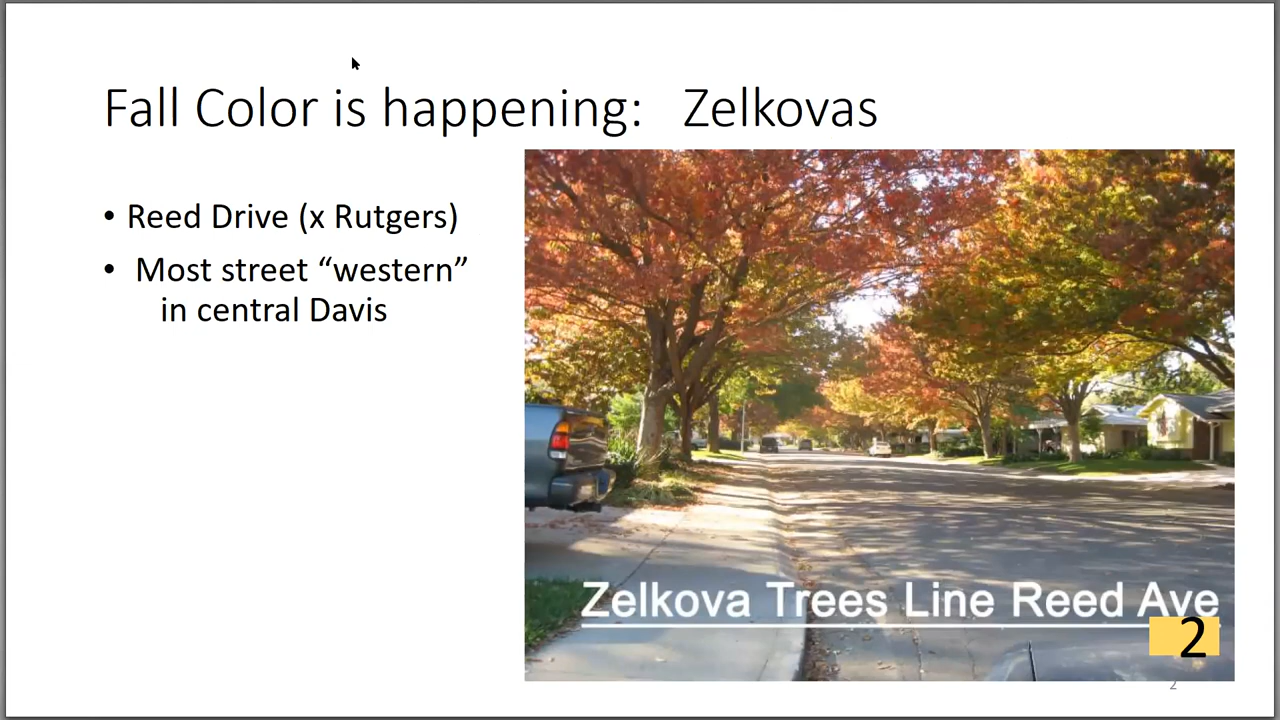 Fall Color is happening: Zelkovas
• Reed Drive (x Rutgers)
• Most street “western”
in central Davis
Zelkova Trees Line Reed Ave
2
2